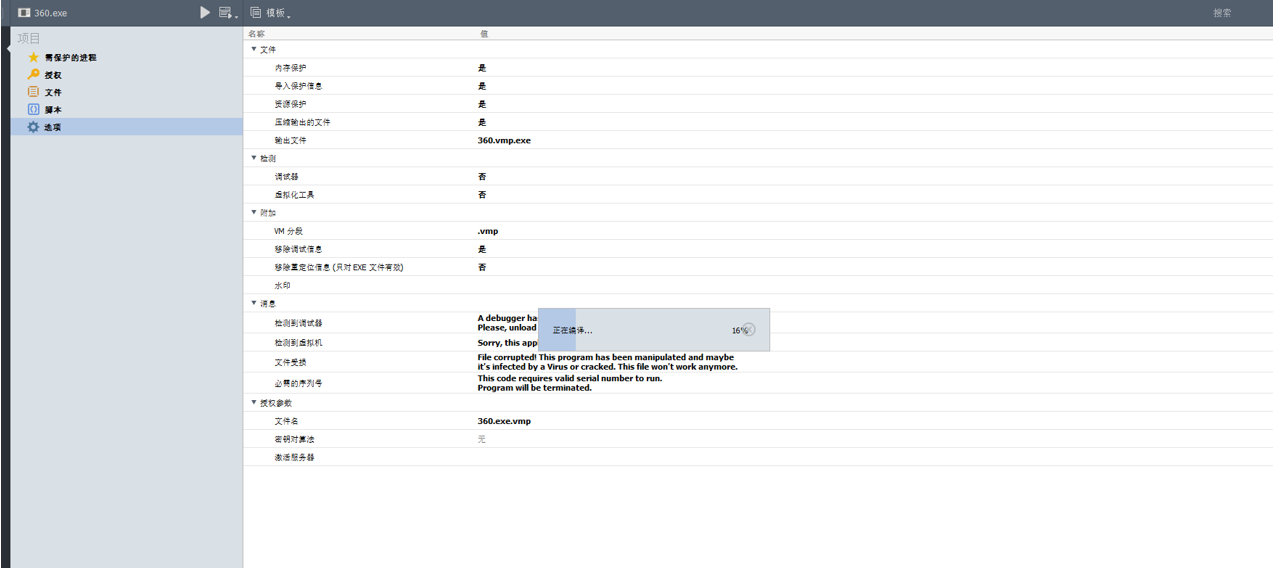 360.exe
模板
搜索
项目
需保护的进程
授权
文件
脚本
选项
名称 值
文件
内存保护 是
导入保护信息 是
资源保护 是
压缩输出的文件 是
输出文件 360.vmp.exe
检测
调试器 否
虚拟化工具 否
附加
VM 分段 .vmp
移除调试信息 是
移除重定位信息 (只对 EXE 文件有效) 否
水印
消息
检测到调试器 A debugger ha
Please, unload
检测到虚拟机 Sorry, this app
正在编译... 16%
文件受损 File corrupted! This program has been manipulated and maybe
it's infected by a Virus or cracked. This file won't work anymore.
必需的序列号 This code requires valid serial number to run.
Program will be terminated.
授权参数
文件名 360.exe.vmp
密钥对算法 无
激活服务器